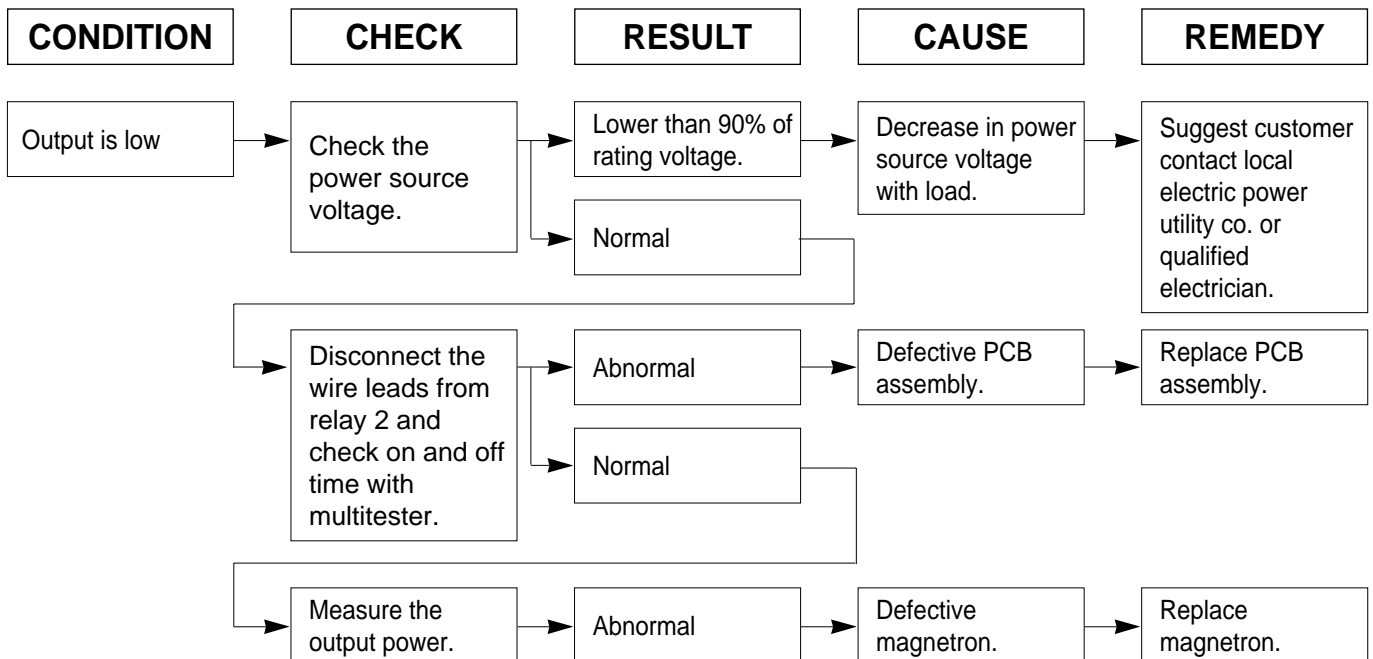 CONDITION
CHECK
RESULT
CAUSE
REMEDY
Output is low
Check the
power source
voltage.
Lower than 90% of
rating voltage.
Decrease in power
source voltage
with load.
Suggest customer
contact local
electric power
utility co. or
qualified
electrician.
Normal
Disconnect the
wire leads from
relay 2 and
check on and off
time with
multitester.
Abnormal
Defective PCB
assembly.
Replace PCB
assembly.
Normal
Measure the
output power.
Abnormal
Defective
magnetron.
Replace
magnetron.